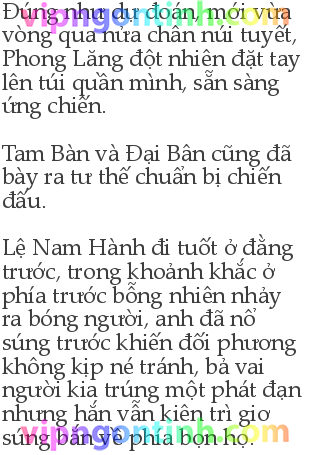 Đúng như dự đoán, mới vừa
vòng qua nửa chân núi tuyết,
Phong Lăng đột nhiên đặt tay
lên túi quần mình, sẵn sàng
ứng chiến.
Tam Bàn và Đại Bân cũng đã
bày ra tư thế chuẩn bị chiến
đấu.
Lệ Nam Hành đi tuốt ở đằng
trước, trong khoảnh khắc ở
phía trước bỗng nhiên nhảy
ra bóng người, anh đã nổ
súng trước khiến đối phương
không kịp né tránh, bả vai
người kia trúng một phát đạn
nhưng hắn vẫn kiên trì giơ
súng bắn về phía bọn họ.
vipngontinh.com
vipngontinh.com